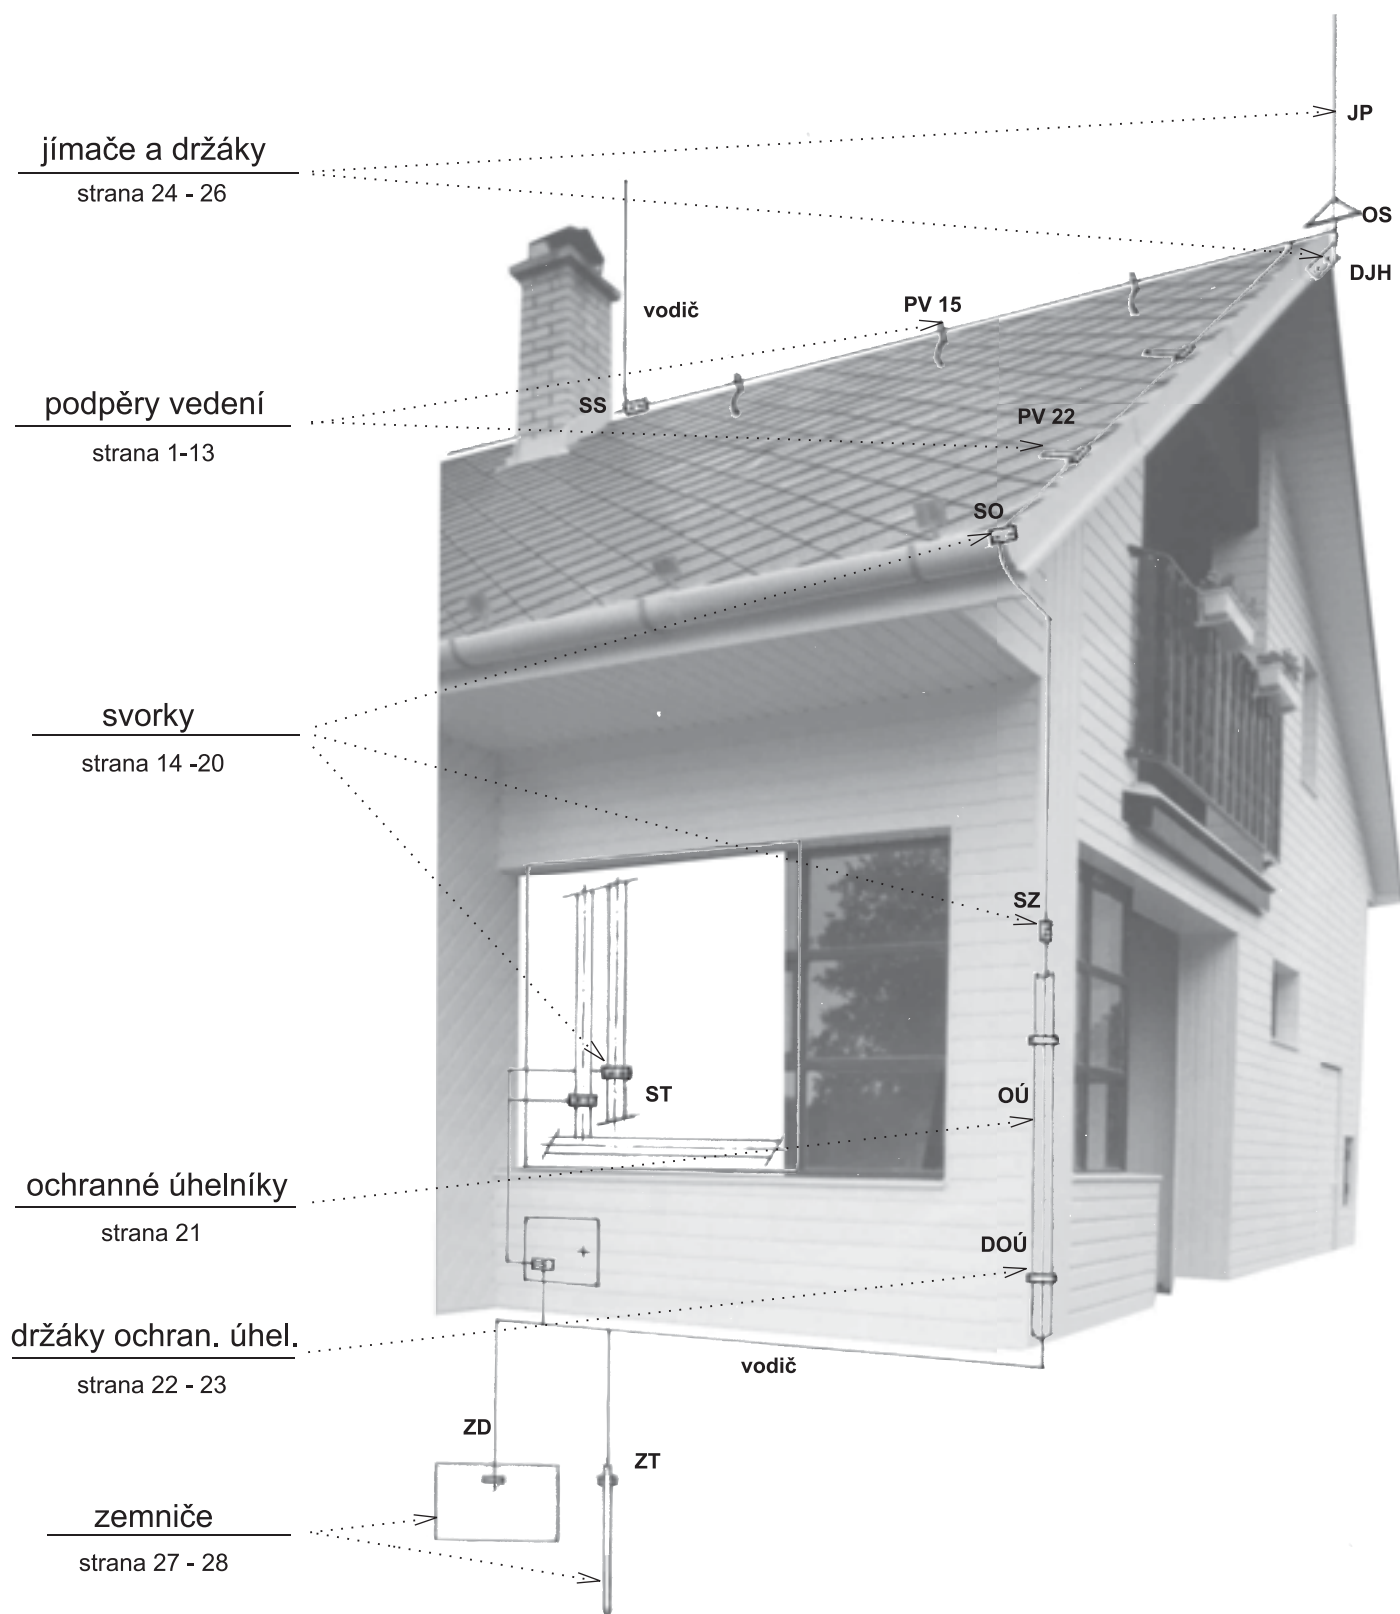 JP
jímače a držáky
strana 24 - 26
OS
DJH
vodič
PV 15
podpěry vedení
SS
PV 22
strana 1-13
SO
svorky
strana 14 -20
SZ
ST
OÚ
ochranné úhelníky
strana 21
DOÚ
držáky ochran. úhel.
vodič
strana 22 - 23
ZD
ZT
zemniče
strana 27 - 28